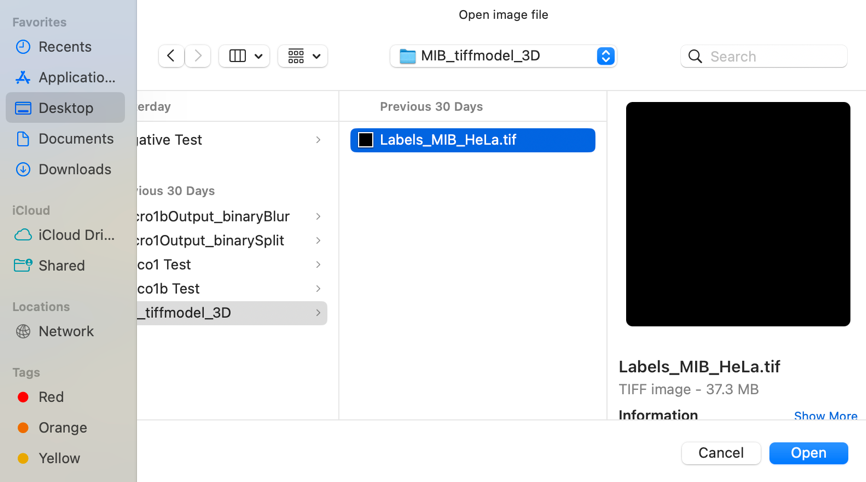 Open image file
Favorites
Recents
Applicatio...
Desktop
Documents
Downloads
iCloud
iCloud Dri...
Shared
Locations
Network
Tags
Red
Orange
Yellow
MIB_tiffmodel_3D
Search
erday
ative Test
ious 30 Days
cro1bOutput_binaryBlur
cro1Output_binarySplit
co1 Test
co1b Test
_tiffmodel_3D
Previous 30 Days
Labels_MIB_HeLa.tif
Labels_MIB_HeLa.tif
TIFF image - 37.3 MB
Information
Show More
Cancel
Open